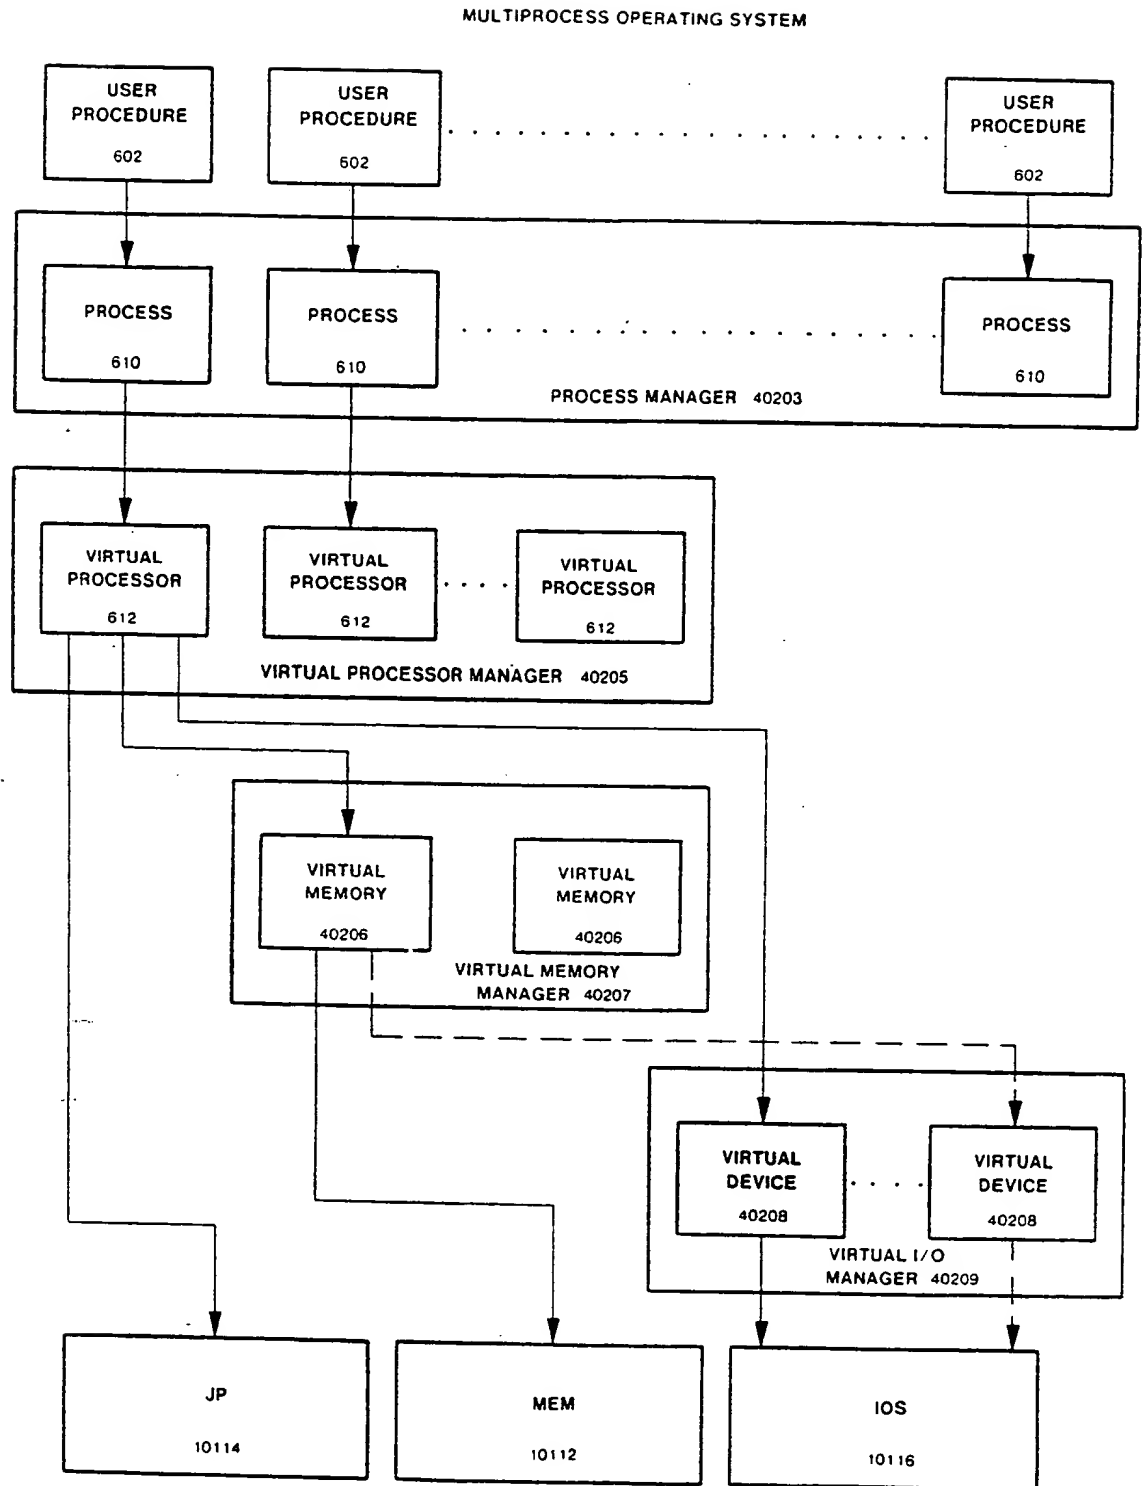 MULTIPROCESS OPERATING SYSTEM
USER
PROCEDURE
602
USER
PROCEDURE
602
USER
PROCEDURE
602
PROCESS
610
PROCESS
610
PROCESS
610
PROCESS MANAGER 40203
VIRTUAL
PROCESSOR
612
VIRTUAL
PROCESSOR
612
VIRTUAL
PROCESSOR
612
VIRTUAL PROCESSOR MANAGER 40205
VIRTUAL
MEMORY
40206
VIRTUAL
MEMORY
40206
VIRTUAL MEMORY
MANAGER 40207
VIRTUAL
DEVICE
40208
VIRTUAL
DEVICE
40208
VIRTUAL I/O
MANAGER 40209
JP
10114
MEM
10112
IOS
10116